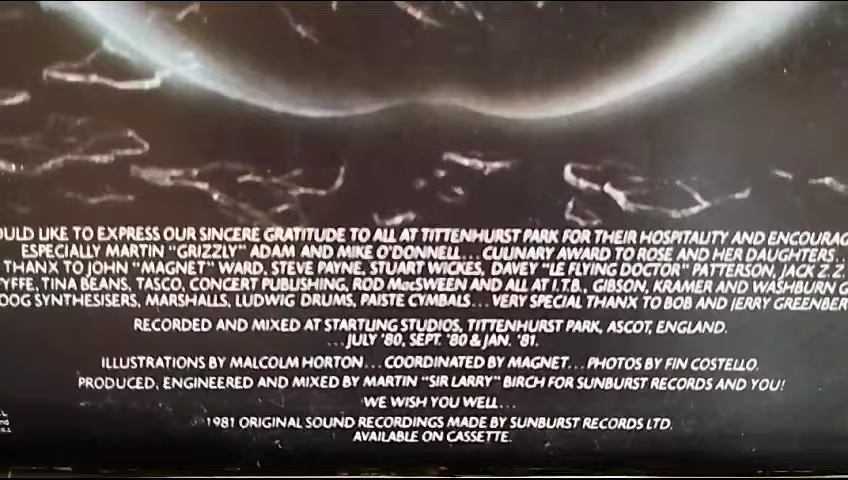 OULD LIKE TO EXPRESS OUR SINCERE GRATITUDE TO ALL AT TITTENHURST PARK FOR THEIR HOSPITALITY AND ENCOURAG
ESPECIALLY MARTIN "GRIZZLY" ADAM AND MIKE O'DONNELL... CULINARY AWARD TO ROSE AND HER DAUGHTERS..
THANX TO JOHN "MAGNET" WARD, STEVE PAYNE, STUART WICKES, DAVEY "LE FLYING DOCTOR" PATTERSON, JACK Z.Z.
YFFE, TINA BEANS, TASCO, CONCERT PUBLISHING, ROD MacSWEEN AND ALL AT I.T.B., GIBSON, KRAMER AND WASHBURN G
OOG SYNTHESISERS, MARSHALLS, LUDWIG DRUMS, PAISTE CYMBALS... VERY SPECIAL THANX TO BOB AND JERRY GREENBER
RECORDED AND MIXED AT STARTLING STUDIOS, TITTENHURST PARK, ASCOT, ENGLAND.
...JULY '80, SEPT. '80 & JAN. '81.
ILLUSTRATIONS BY MALCOLM HORTON... COORDINATED BY MAGNET... PHOTOS BY FIN COSTELLO.
PRODUCED, ENGINEERED AND MIXED BY MARTIN "SIR LARRY" BIRCH FOR SUNBURST RECORDS AND YOU!
WE WISH YOU WELL...
1981 ORIGINAL SOUND RECORDINGS MADE BY SUNBURST RECORDS LTD.
AVAILABLE ON CASSETTE.